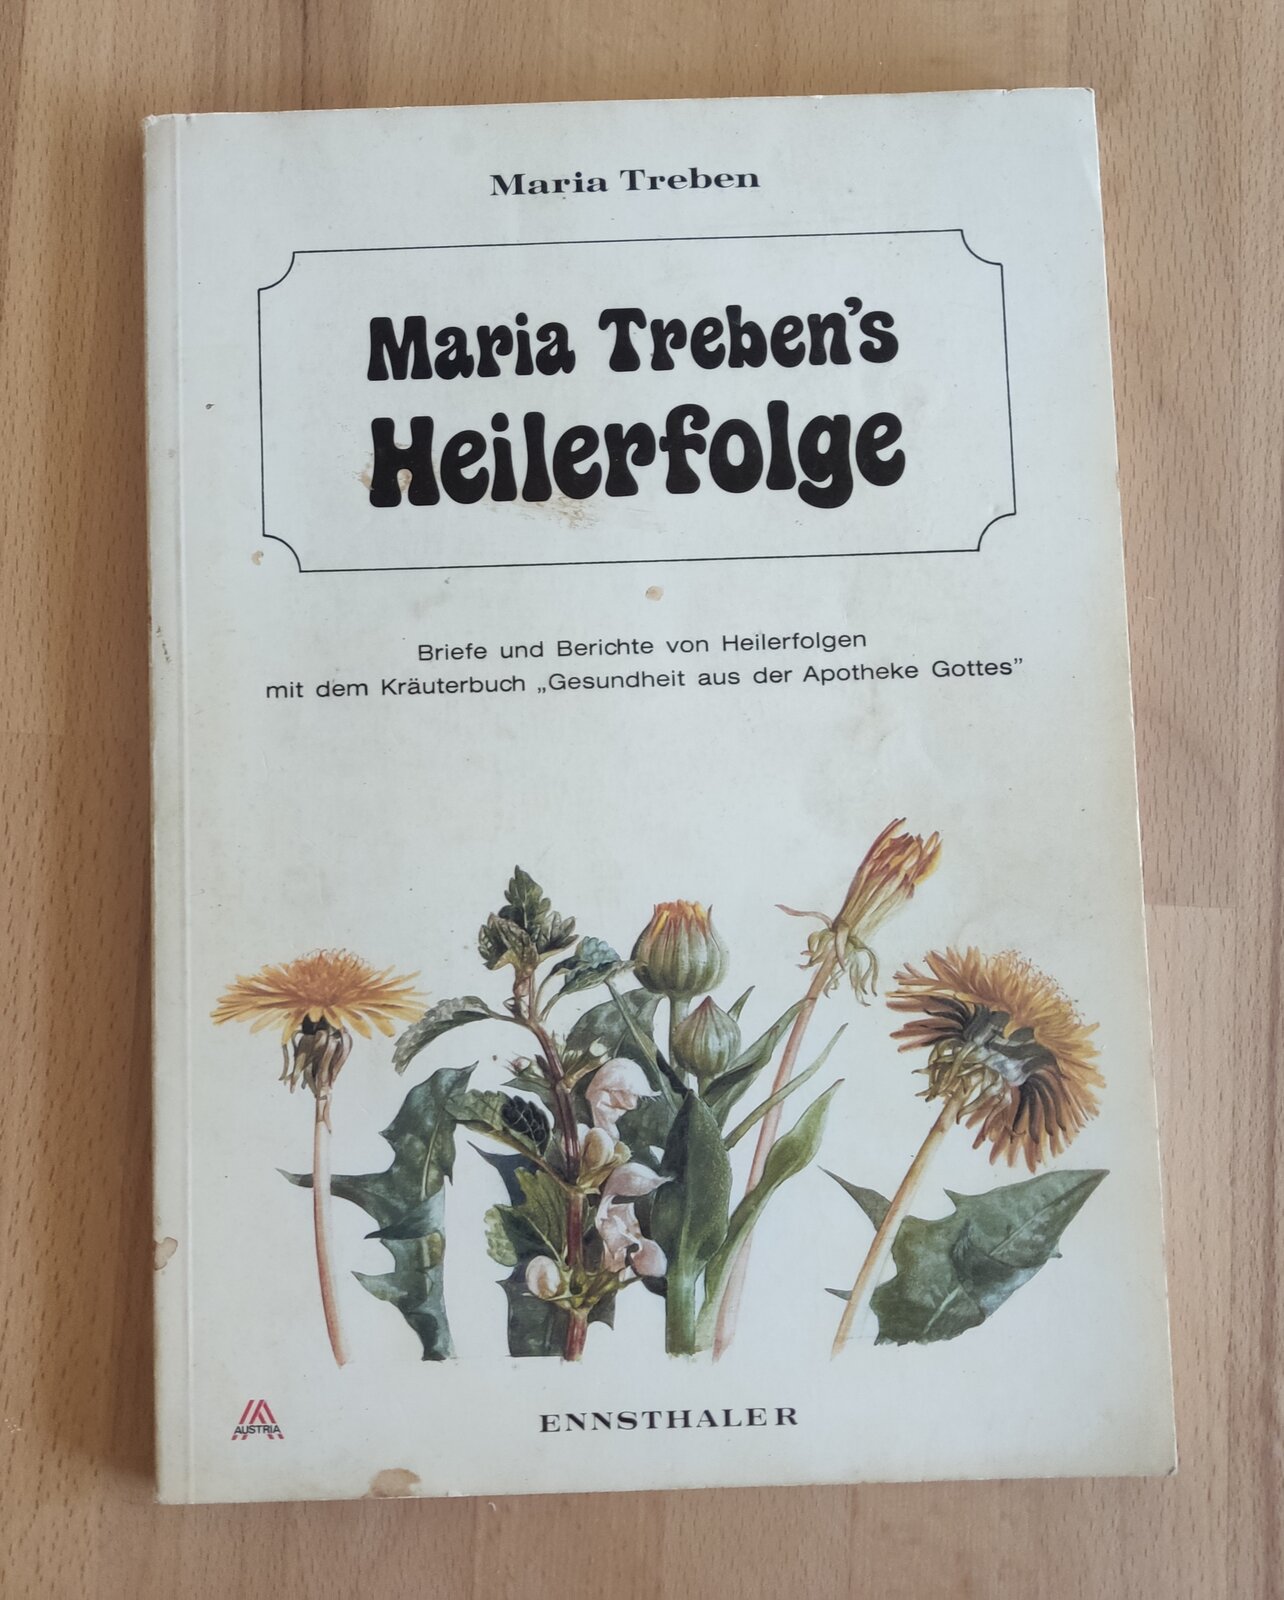 Maria Treben
Maria Treben's
Heilerfolge
Briefe und Berichte von Heilerfolgen
mit dem Kräuterbuch „Gesundheit aus der Apotheke Gottes”
AUSTRIA
ENNSTHALER